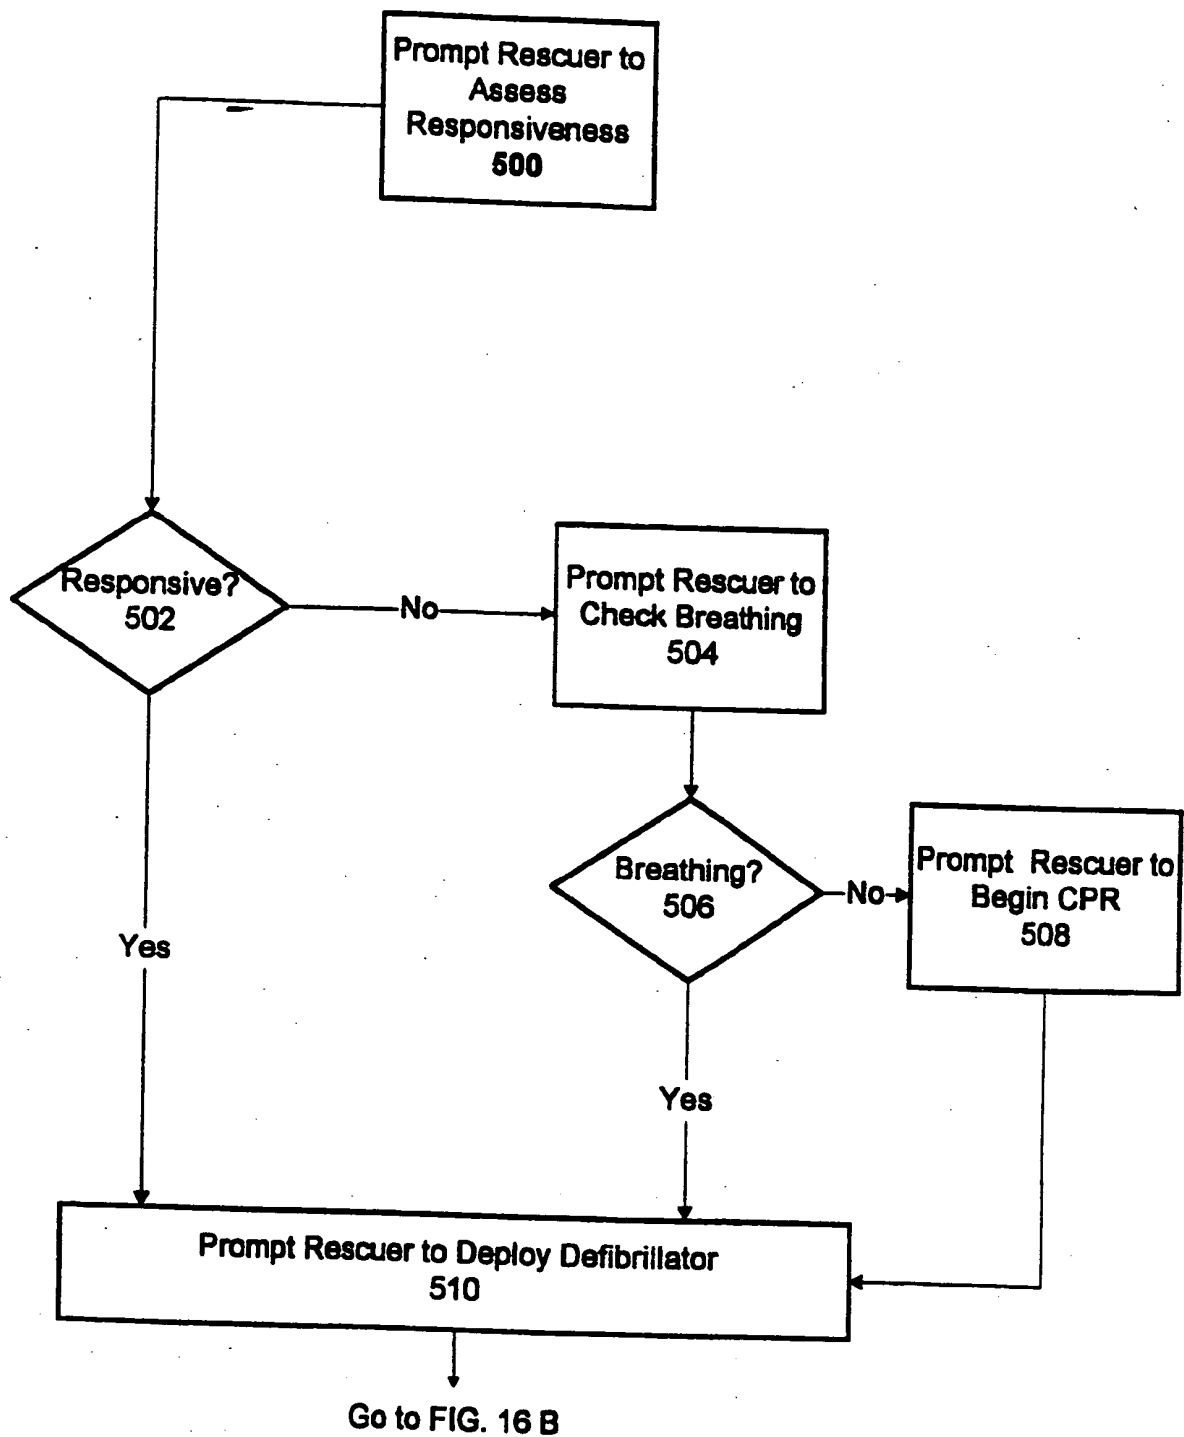 Prompt Rescuer to
Assess
Responsiveness
500
Responsive?
502
No
Prompt Rescuer to
Check Breathing
504
Breathing?
506
No
Prompt Rescuer to
Begin CPR
508
Yes
Yes
Prompt Rescuer to Deploy Defibrillator
510
Go to FIG. 16 B